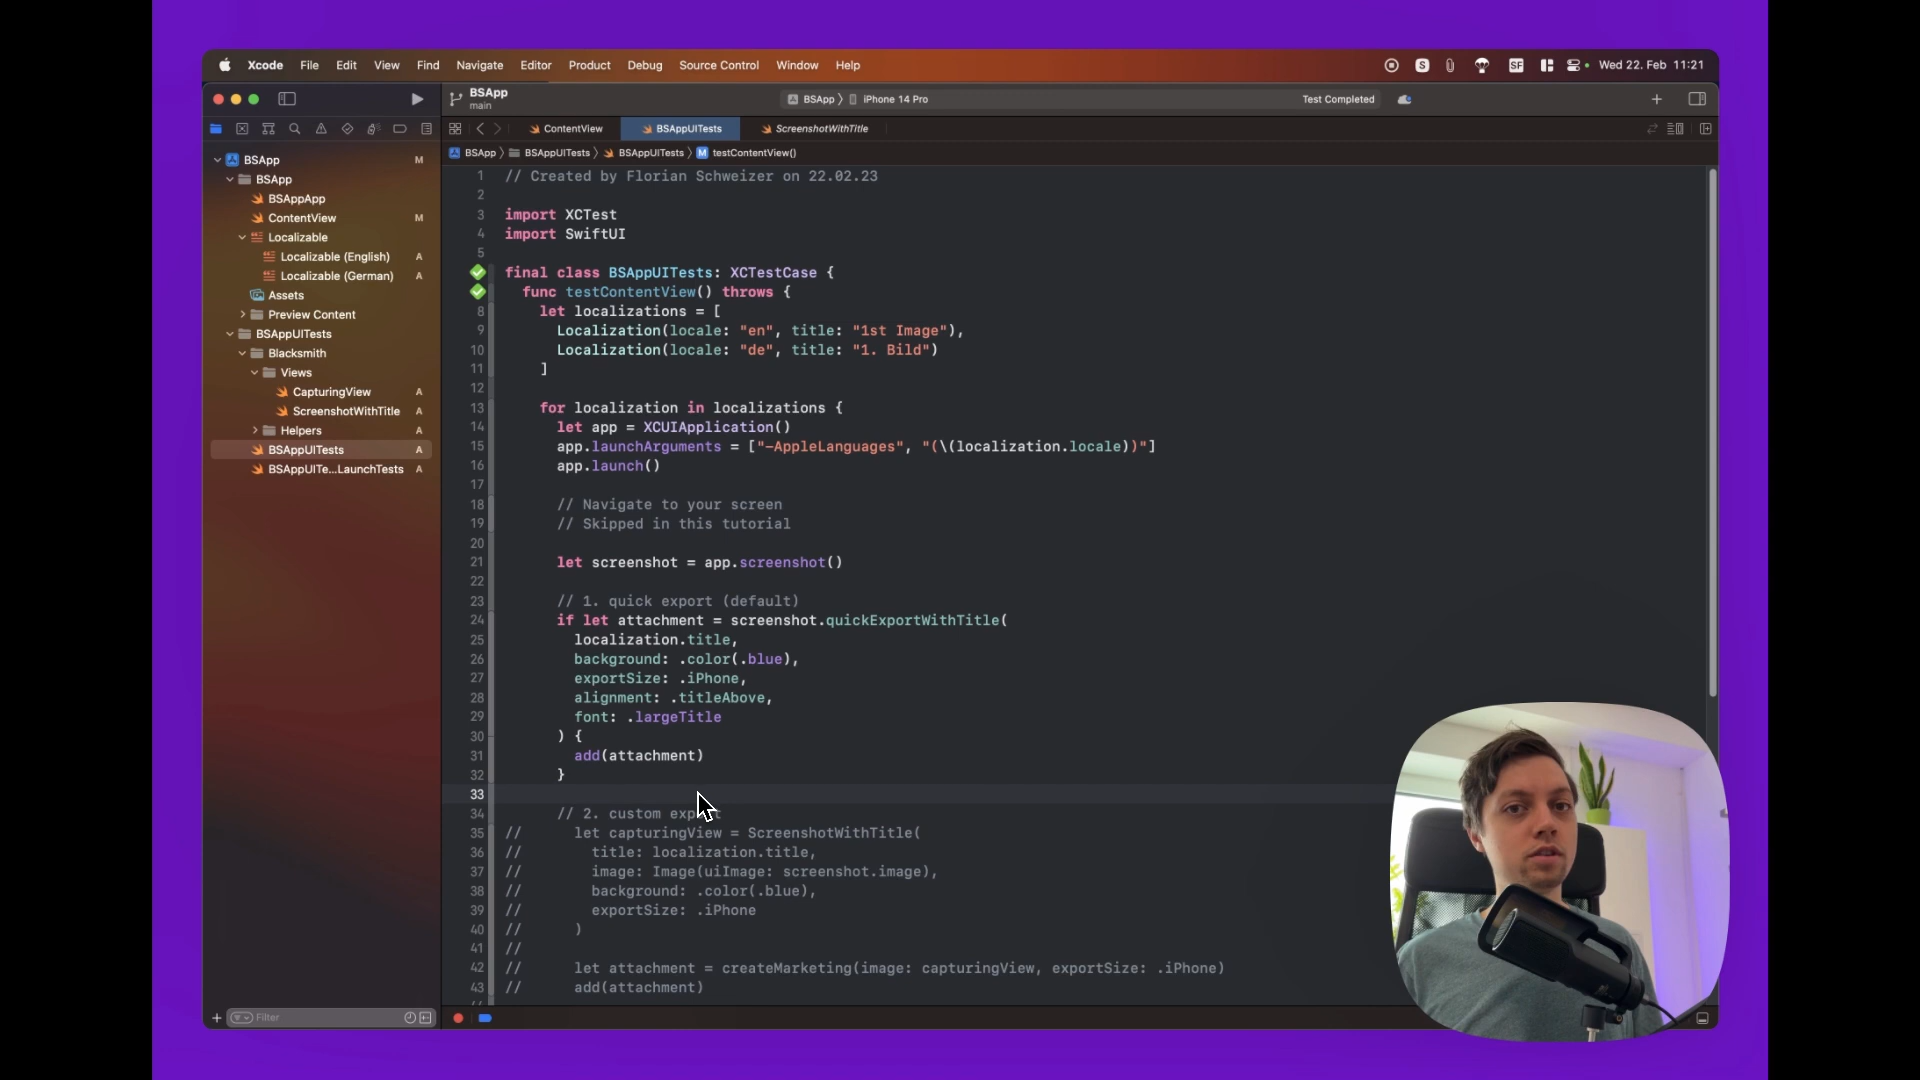 Xcode File Edit View Find Navigate Editor Product Debug Source Control Window Help
S SF Wed 22. Feb 11:21
BSApp
main
BSApp iPhone 14 Pro Test Completed
ContentView BSAppUITests ScreenshotWithTitle
BSApp BSAppUITests BSAppUITests M testContentView()
BSApp M
BSApp
BSAppApp
ContentView M
Localizable
Localizable (English) A
Localizable (German) A
Assets
Preview Content
BSAppUITests
Blacksmith
Views
CapturingView A
ScreenshotWithTitle A
Helpers
BSAppUITests A
BSAppUITe...LaunchTests A
Filter
1 // Created by Florian Schweizer on 22.02.23
2
3 import XCTest
4 import SwiftUI
5
final class BSAppUITests: XCTestCase {
func testContentView() throws {
8 let localizations = [
9 Localization(locale: "en", title: "1st Image"),
10 Localization(locale: "de", title: "1. Bild")
11 ]
12
13 for localization in localizations {
14 let app = XCUIApplication()
15 app.launchArguments = ["-AppleLanguages", "(\(localization.locale))"]
16 app.launch()
17
18 // Navigate to your screen
19 // Skipped in this tutorial
20
21 let screenshot = app.screenshot()
22
23 // 1. quick export (default)
24 if let attachment = screenshot.quickExportWithTitle(
25 localization.title,
26 background: .color(.blue),
27 exportSize: .iPhone,
28 alignment: .titleAbove,
29 font: .largeTitle
30 ) {
31 add(attachment)
32 }
33
34 // 2. custom export
35 // let capturingView = ScreenshotWithTitle(
36 // title: localization.title,
37 // image: Image(uiImage: screenshot.image),
38 // background: .color(.blue),
39 // exportSize: .iPhone
40 // )
41 //
42 // let attachment = createMarketing(image: capturingView, exportSize: .iPhone)
43 // add(attachment)